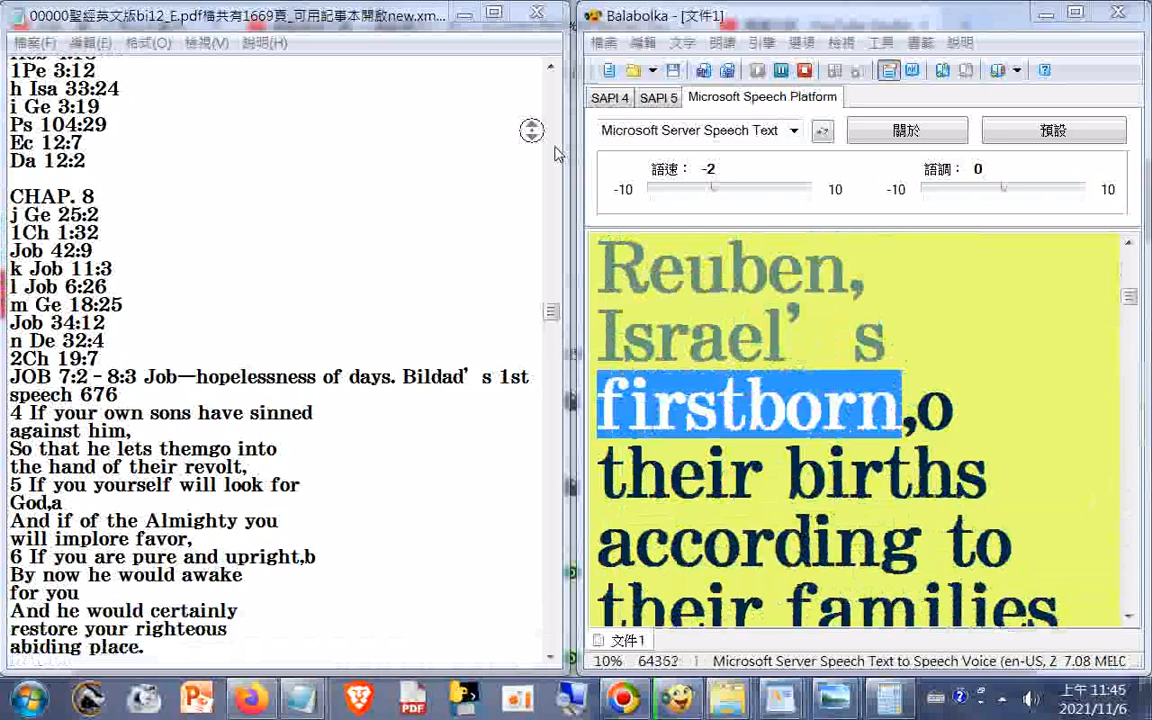 00000聖經英文版bi12_E.pdf檔共有1669頁_可用記事本開啟new.xm...
檔案(F) 編輯(E) 格式(O) 檢視(V) 說明(H)
1Pe 3:12
h Isa 33:24
i Ge 3:19
Ps 104:29
Ec 12:7
Da 12:2
CHAP. 8
j Ge 25:2
1Ch 1:32
Job 42:9
k Job 11:3
l Job 6:26
m Ge 18:25
Job 34:12
n De 32:4
2Ch 19:7
JOB 7:2–8:3 Job—hopelessness of days. Bildad’s 1st
speech 676
4 If your own sons have sinned
against him,
So that he lets themgo into
the hand of their revolt,
5 If you yourself will look for
God,a
And if of the Almighty you
will implore favor,
6 If you are pure and upright,b
By now he would awake
for you
And he would certainly
restore your righteous
abiding place.
Balabolka - [文件1]
檔案 編輯 文字 朗讀 引擎 選項 檢視 工具 書籤 說明
SAPI 4 SAPI 5 Microsoft Speech Platform
Microsoft Server Speech Text 關於 預設
語速： -2 語調： 0
-10 10 -10 10
Reuben,
Israel’s
firstborn,o
their births
according to
their families
文件1
10% 64352 Microsoft Server Speech Text to Speech Voice (en-US, Z 7.08 MELC
上午 11:45
2021/11/6